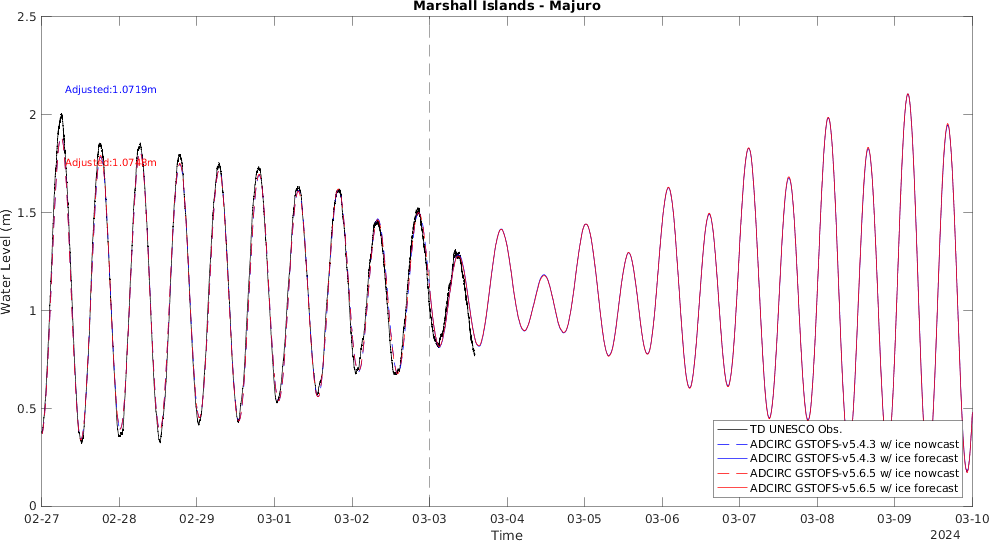 Marshall Islands - Majuro
2.5
2
1.5
1
0.5
0
Water Level (m)
Adjusted:1.0719m
TD UNESCO Obs.
ADCIRC GSTOFS-v5.4.3 w/ ice nowcast
ADCIRC GSTOFS-v5.4.3 w/ ice forecast
ADCIRC GSTOFS-v5.6.5 w/ ice nowcast
ADCIRC GSTOFS-v5.6.5 w/ ice forecast
02-27 02-28 02-29 03-01 03-02 03-03 03-04 03-05 03-06 03-07 03-08 03-09 03-10
Time
2024